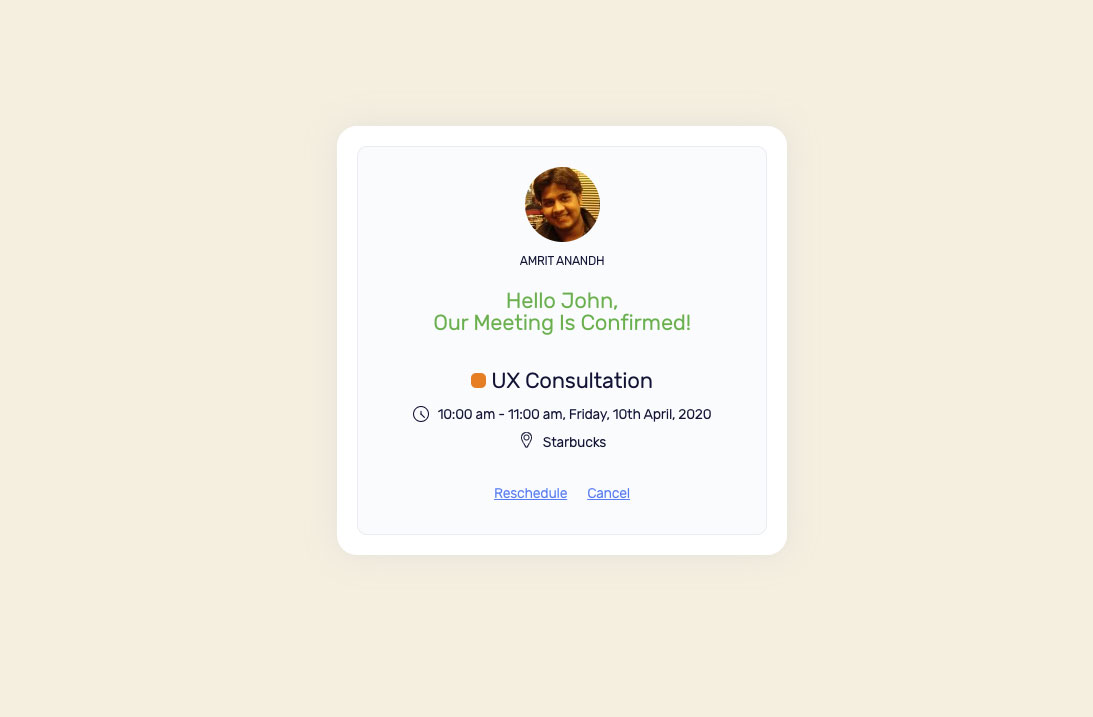 AMRIT ANANDH
Hello John,
Our Meeting Is Confirmed!
UX Consultation
10:00 am - 11:00 am, Friday, 10th April, 2020
Starbucks
Reschedule Cancel